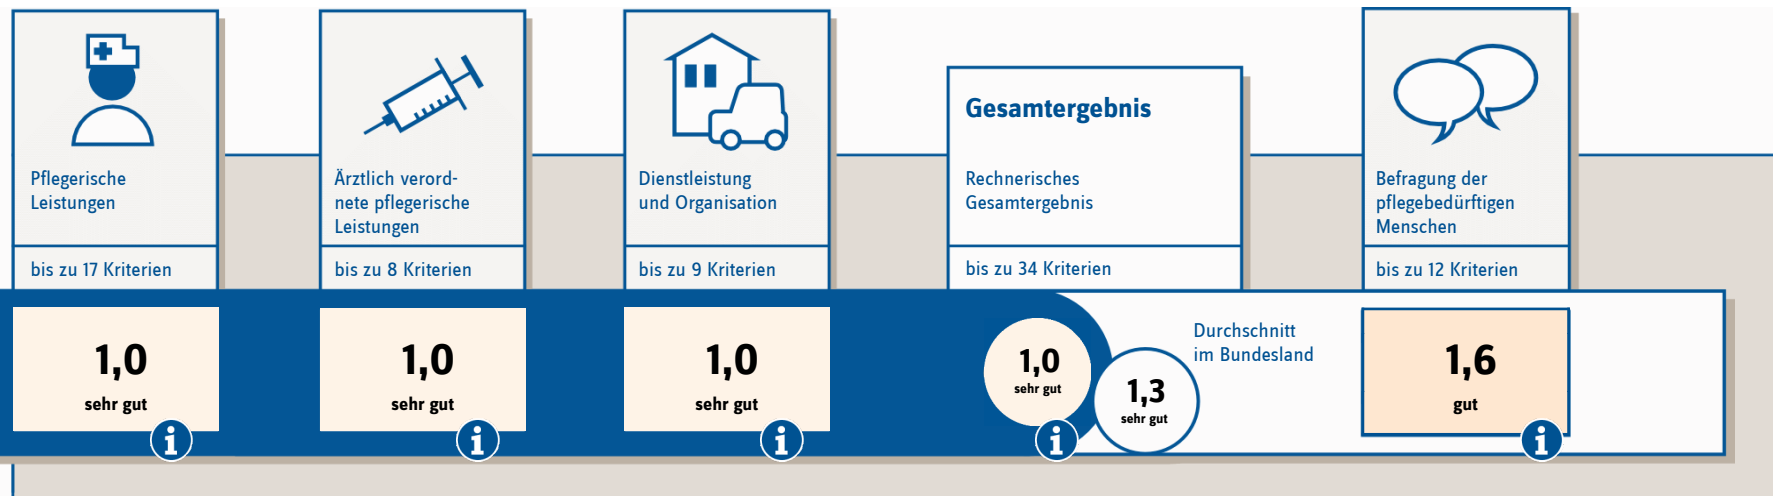 Pflegerische
Leistungen
bis zu 17 Kriterien
1,0
sehr gut
i
Ärztlich verord-
nete pflegerische
Leistungen
bis zu 8 Kriterien
1,0
sehr gut
i
Dienstleistung
und Organisation
bis zu 9 Kriterien
1,0
sehr gut
i
Gesamtergebnis
Rechnerisches
Gesamtergebnis
bis zu 34 Kriterien
1,0
sehr gut
i
1,3
sehr gut
Durchschnitt
im Bundesland
Befragung der
pflegebedürftigen
Menschen
bis zu 12 Kriterien
1,6
gut
i